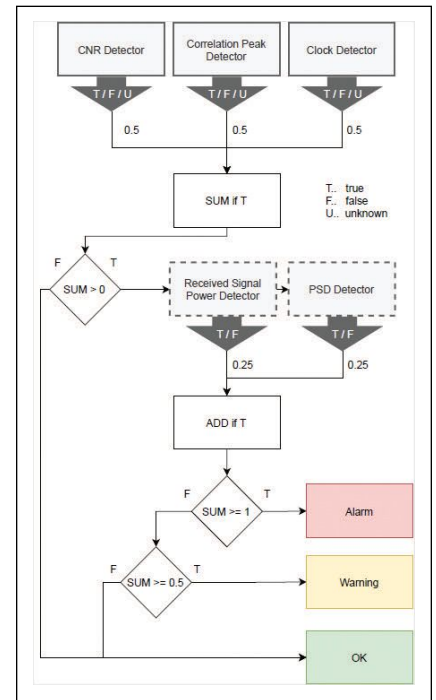 CNR Detector
Correlation Peak
Detector
Clock Detector
T / F / U
T / F / U
T / F / U
0.5
0.5
0.5
SUM if T
T.. true
F.. false
U.. unknown
F
T
SUM > 0
Received Signal
Power Detector
PSD Detector
T / F
T / F
0.25
0.25
ADD if T
F
T
SUM >= 1
Alarm
F
T
SUM >= 0.5
Warning
OK